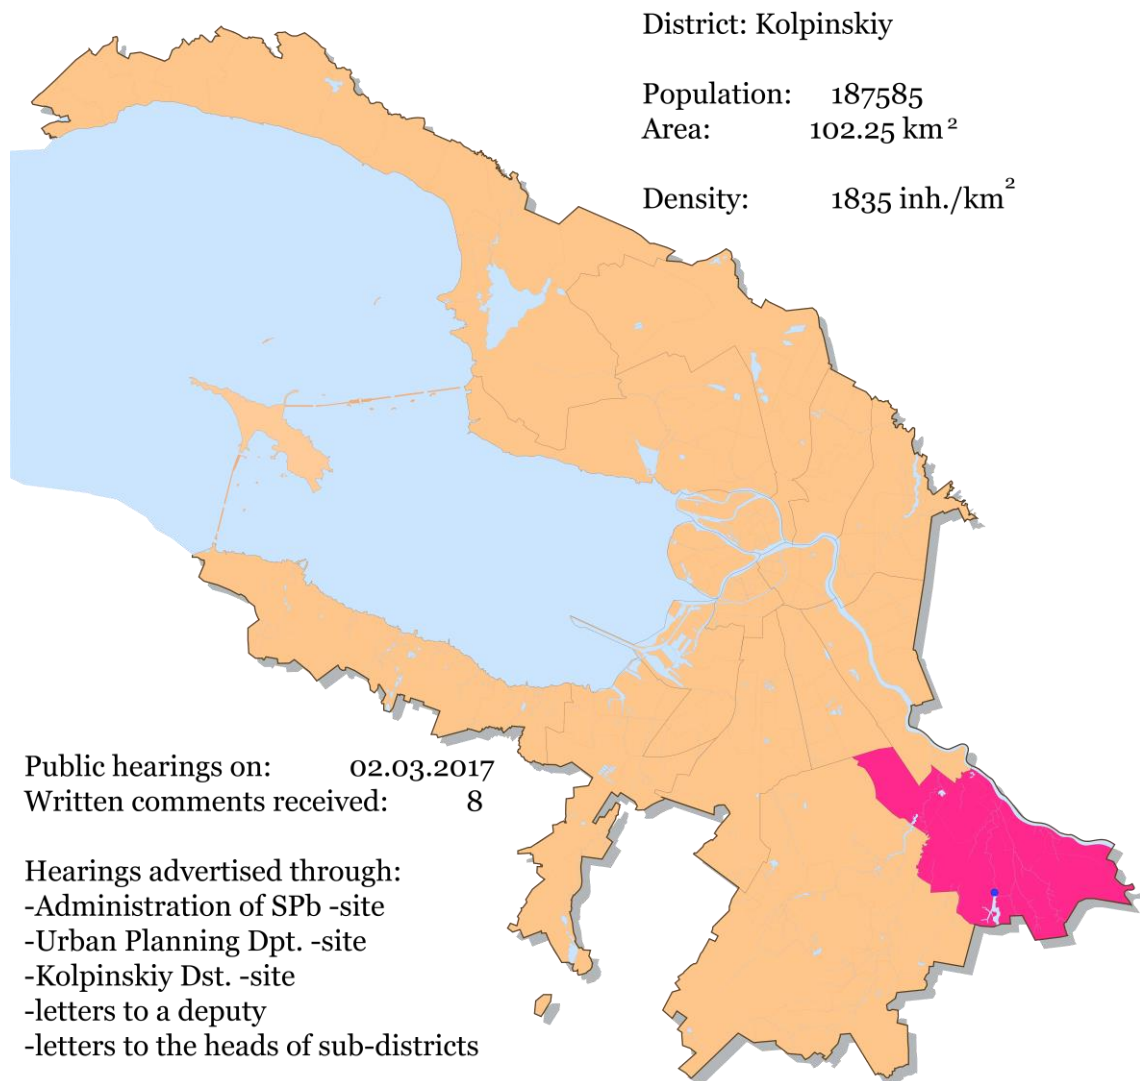 District: Kolpinskiy
Population: 187585
Area: 102.25 km²
Density: 1835 inh./km²
Public hearings on: 02.03.2017
Written comments received: 8
Hearings advertised through:
-Administration of SPb -site
-Urban Planning Dpt. -site
-Kolpinskiy Dst. -site
-letters to a deputy
-letters to the heads of sub-districts